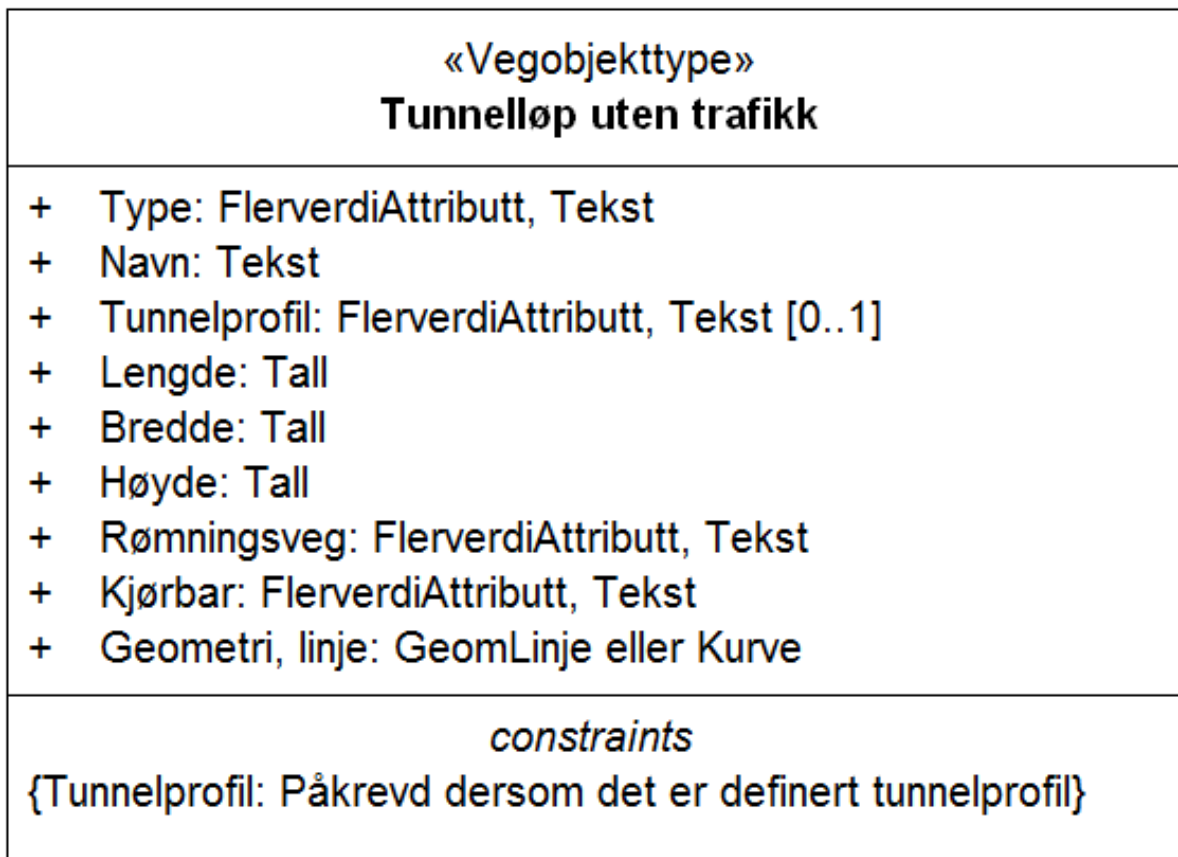 «Vegobjekttype»
Tunnelløp uten trafikk
+ Type: FlerverdiAttributt, Tekst
+ Navn: Tekst
+ Tunnelprofil: FlerverdiAttributt, Tekst [0..1]
+ Lengde: Tall
+ Bredde: Tall
+ Høyde: Tall
+ Rømningsveg: FlerverdiAttributt, Tekst
+ Kjørbar: FlerverdiAttributt, Tekst
+ Geometri, linje: GeomLinje eller Kurve
constraints
{Tunnelprofil: Påkrevd dersom det er definert tunnelprofil}